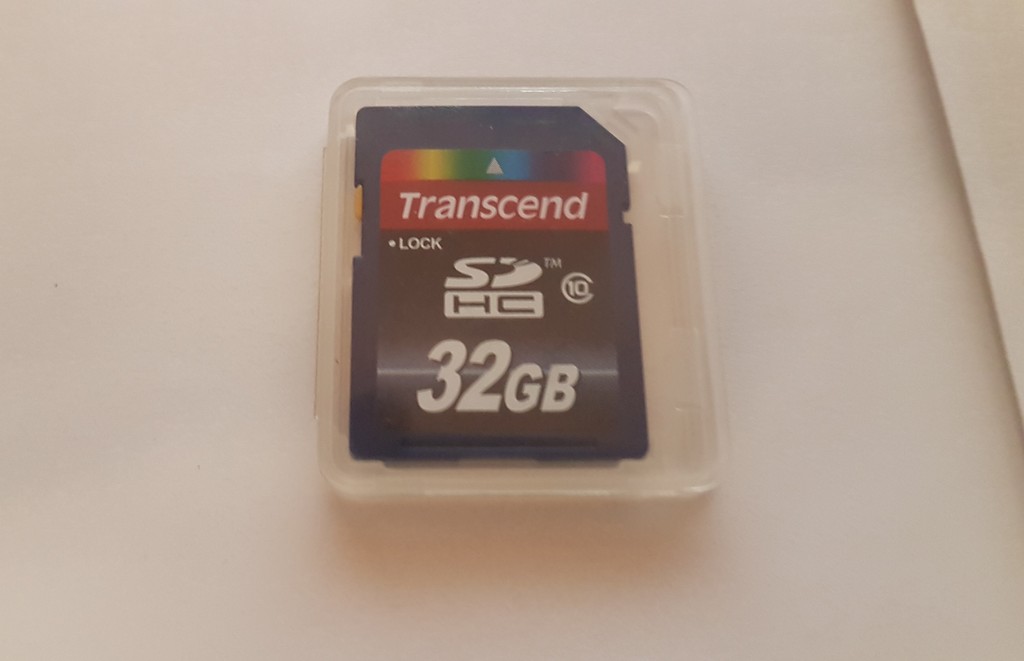 Transcend
• LOCK
SD™
HC
10
32GB